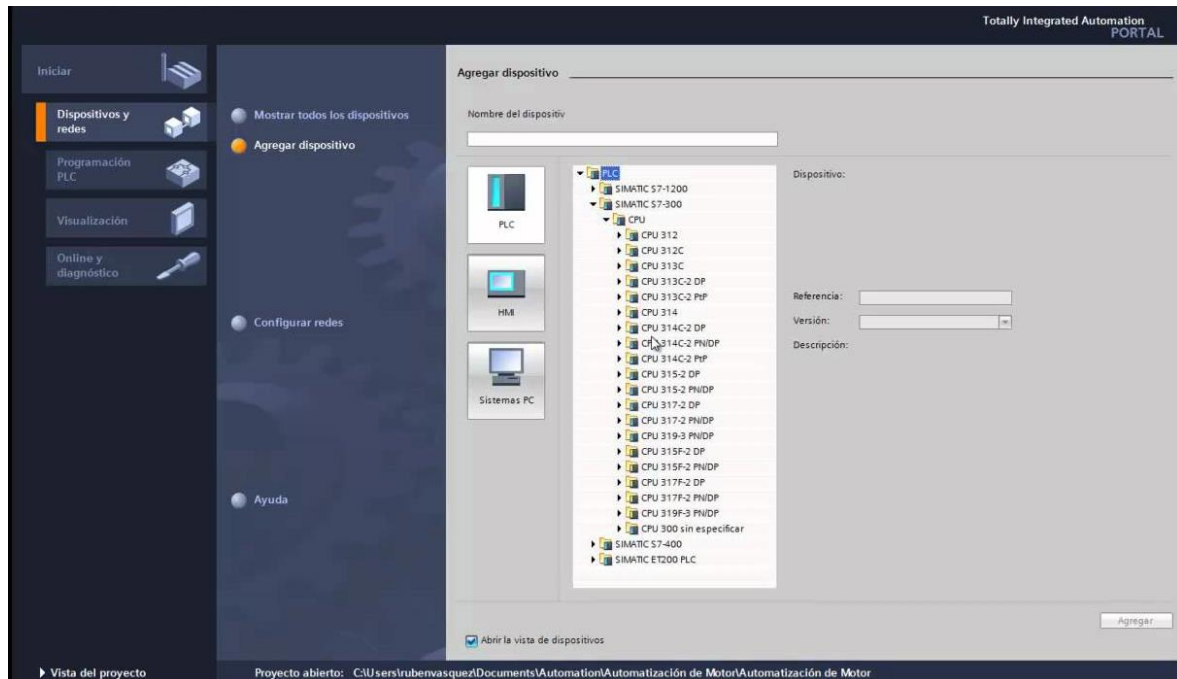 Totally Integrated Automation
PORTAL
Iniciar
Dispositivos y
redes
Programación
PLC
Visualización
Online y
diagnóstico
Mostrar todos los dispositivos
Agregar dispositivo
Configurar redes
Ayuda
Agregar dispositivo
Nombre del dispositiv
PLC
HMI
Sistemas PC
PLC
SIMATIC S7-1200
SIMATIC S7-300
CPU
CPU 312
CPU 312C
CPU 313C
CPU 313C-2 DP
CPU 313C-2 PtP
CPU 314
CPU 314C-2 DP
CPU 314C-2 PN/DP
CPU 314C-2 PtP
CPU 315-2 DP
CPU 315-2 PN/DP
CPU 317-2 DP
CPU 317-2 PN/DP
CPU 319-3 PN/DP
CPU 315F-2 DP
CPU 315F-2 PN/DP
CPU 317F-2 DP
CPU 317F-2 PN/DP
CPU 319F-3 PN/DP
CPU 300 sin especificar
SIMATIC S7-400
SIMATIC ET200 PLC
Dispositivo:
Referencia:
Versión:
Descripción:
Agregar
Abrir la vista de dispositivos
Vista del proyecto
Proyecto abierto: C:\Users\rubenvasquez\Documents\Automation\Automatización de Motor\Automatización de Motor